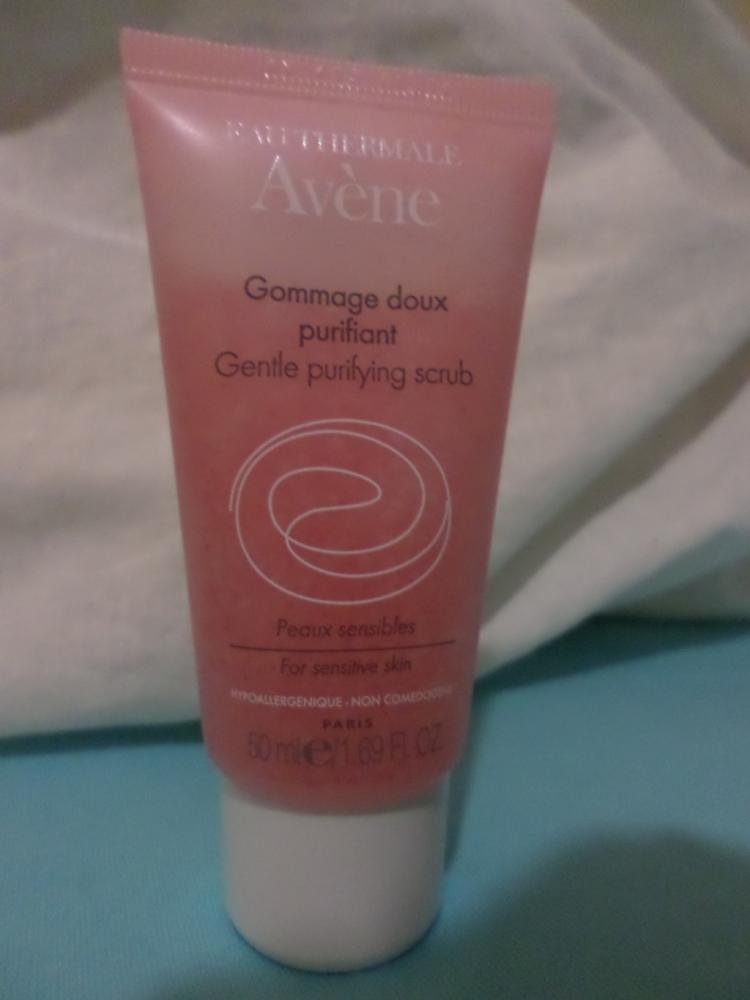 EAU THERMALE
Avène
Gommage doux
purifiant
Gentle purifying scrub
Peaux sensibles
For sensitive skin
HYPOALLERGENIQUE - NON COMEDOGENE
PARIS
50 ml e/1.69 Fl. OZ